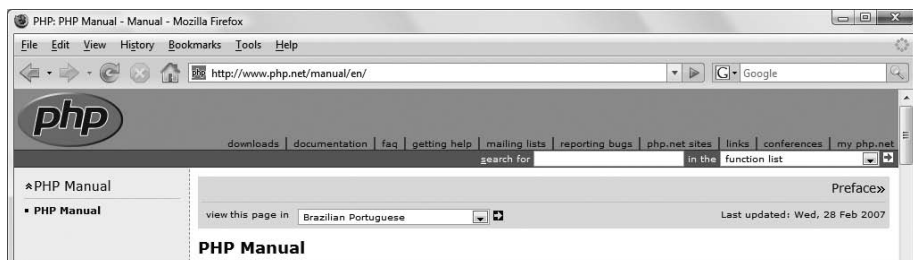 PHP: PHP Manual - Manual - Mozilla Firefox
File Edit View History Bookmarks Tools Help
php http://www.php.net/manual/en/ G Google
php
downloads | documentation | faq | getting help | mailing lists | reporting bugs | php.net sites | links | conferences | my php.net
search for in the function list
PHP Manual
Preface»
PHP Manual
view this page in Brazilian Portuguese Last updated: Wed, 28 Feb 2007
PHP Manual